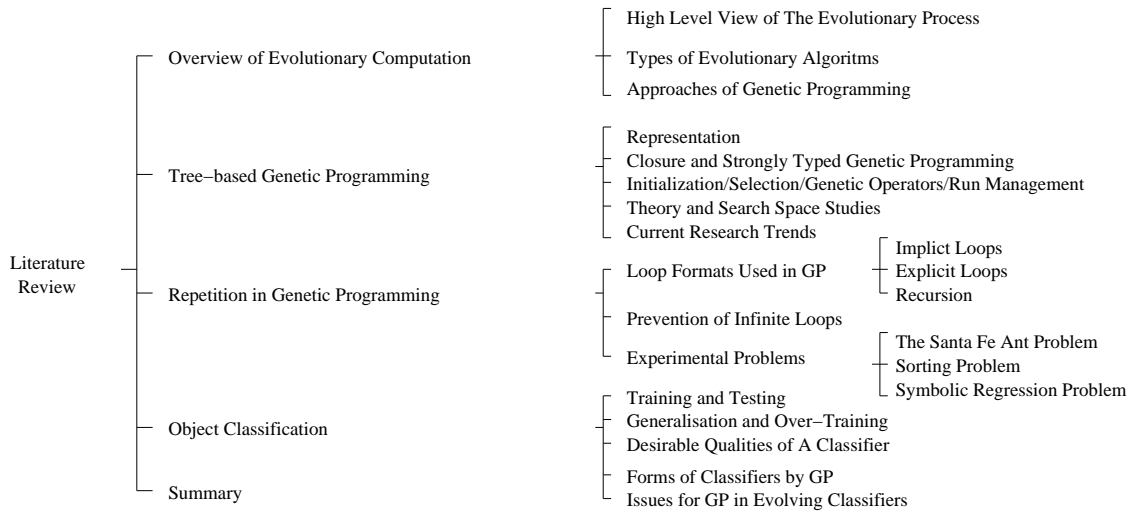 Literature
Review
Overview of Evolutionary Computation
High Level View of The Evolutionary Process
Types of Evolutionary Algoritms
Approaches of Genetic Programming
Tree−based Genetic Programming
Representation
Closure and Strongly Typed Genetic Programming
Initialization/Selection/Genetic Operators/Run Management
Theory and Search Space Studies
Current Research Trends
Repetition in Genetic Programming
Loop Formats Used in GP
Implict Loops
Explicit Loops
Recursion
Prevention of Infinite Loops
Experimental Problems
The Santa Fe Ant Problem
Sorting Problem
Symbolic Regression Problem
Object Classification
Training and Testing
Generalisation and Over−Training
Desirable Qualities of A Classifier
Forms of Classifiers by GP
Issues for GP in Evolving Classifiers
Summary